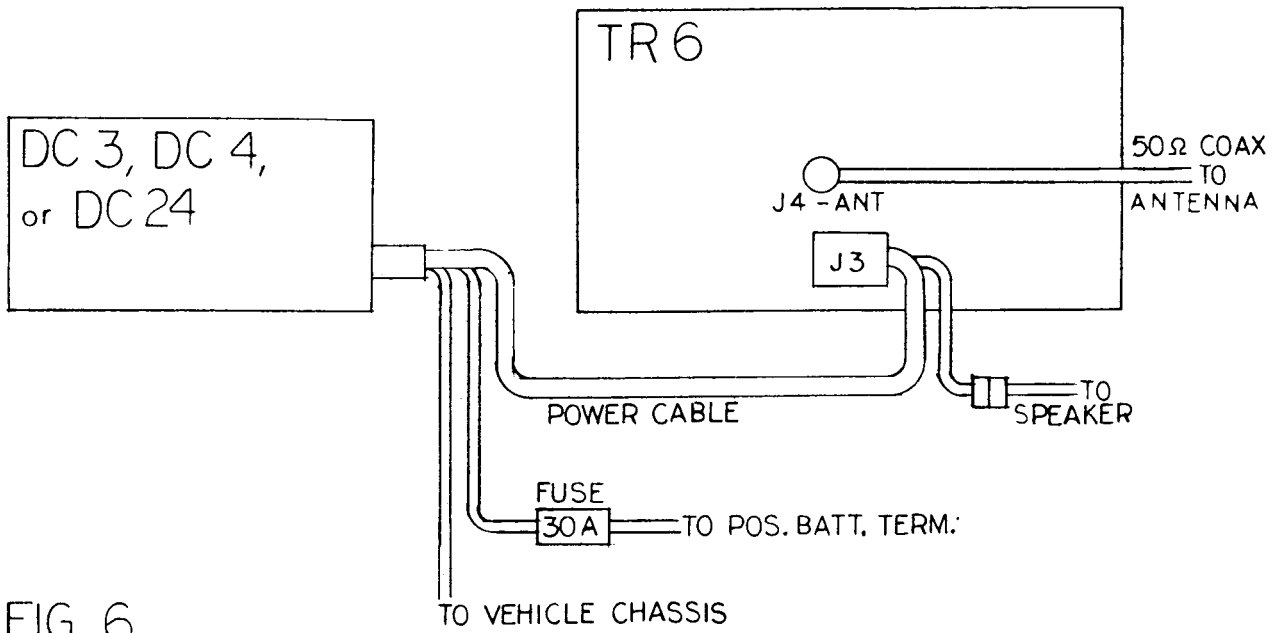 TR 6
DC 3, DC 4,
or DC 24
50Ω COAX
TO
ANTENNA
J4 - ANT
J3
POWER CABLE
TO
SPEAKER
FUSE
30 A
TO POS. BATT. TERM.
TO VEHICLE CHASSIS
FIG 6